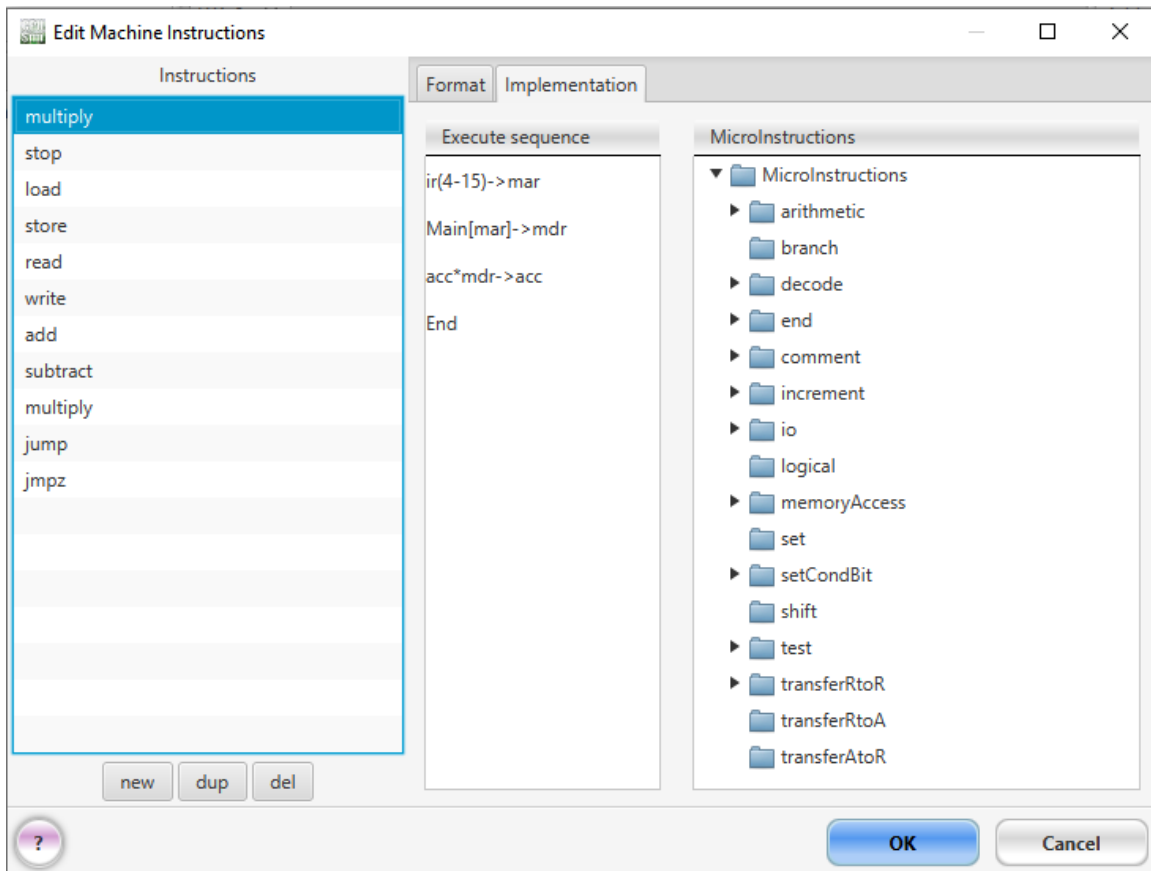 Edit Machine Instructions
Instructions
multiply
stop
load
store
read
write
add
subtract
multiply
jump
jmpz
new dup del
Format Implementation
Execute sequence
ir(4-15)->mar
Main[mar]->mdr
acc*mdr->acc
End
MicroInstructions
MicroInstructions
arithmetic
branch
decode
end
comment
increment
io
logical
memoryAccess
set
setCondBit
shift
test
transferRtoR
transferRtoA
transferAtoR
?
OK Cancel